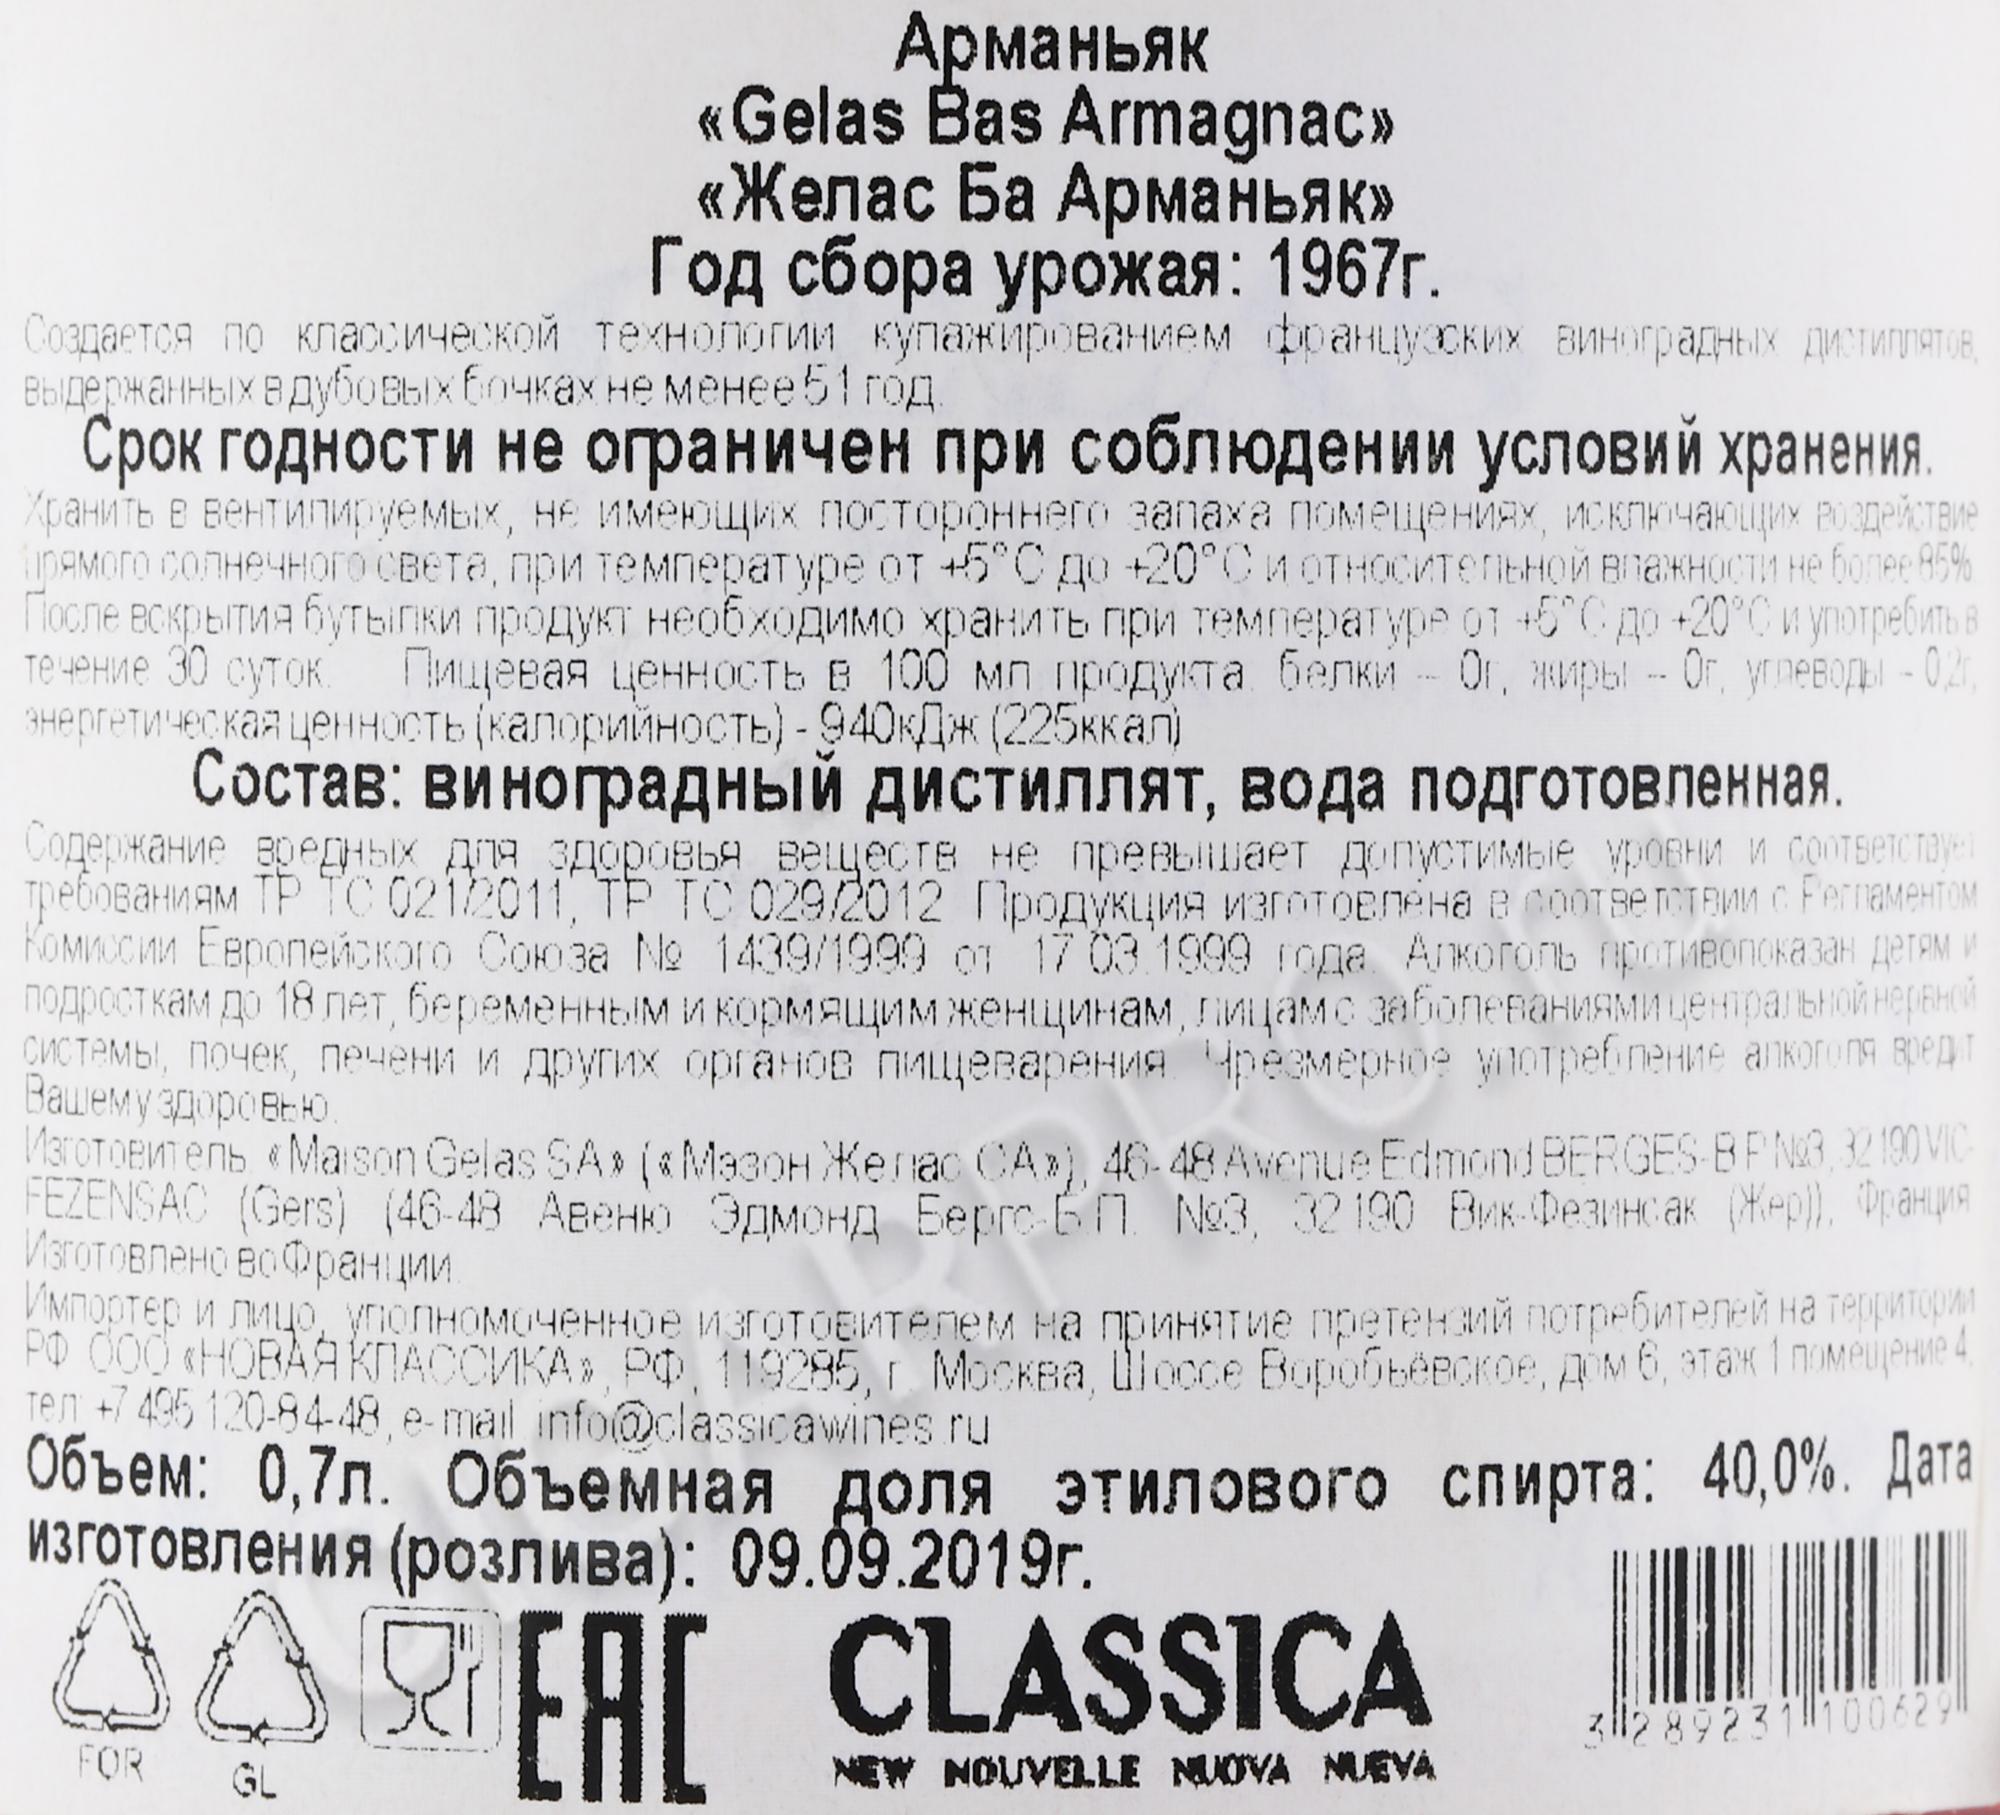 Арманьяк
«Gelas Bas Armagnac»
«Желас Ба Арманьяк»
Год сбора урожая: 1967г.
Создается по классической технологии купажированием французских виноградных дистиллятов,
выдержанных в дубовых бочках не менее 51 год.
Срок годности не ограничен при соблюдении условий хранения.
Хранить в вентилируемых, не имеющих постороннего запаха помещениях, исключающих воздействие
прямого солнечного света, при температуре от +5°C до +20°C и относительной влажности не более 85%.
После вскрытия бутылки продукт необходимо хранить при температуре от +5°C до +20°C и употребить в
течение 30 суток. Пищевая ценность в 100 мл продукта: белки – 0г, жиры – 0г, углеводы - 0,2г,
энергетическая ценность (калорийность) - 940кДж (225ккал)
Состав: виноградный дистиллят, вода подготовленная.
Содержание вредных для здоровья веществ не превышает допустимые уровни и соответствует
требованиям ТР ТС 021/2011, ТР ТС 029/2012. Продукция изготовлена в соответствии с Регламентом
Комиссии Европейского Союза № 1439/1999 от 17.03.1999 года. Алкоголь противопоказан детям и
подросткам до 18 лет, беременным и кормящим женщинам, лицам с заболеваниями центральной нервной
системы, почек, печени и других органов пищеварения. Чрезмерное употребление алкоголя вредит
Вашему здоровью.
Изготовитель: «Maison Gelas SA» («Мэзон Желас СА»), 46-48 Avenue Edmond BERGES-B.P №3, 32190 VIC-
FEZENSAC (Gers) (46-48 Авеню Эдмонд Бергс-Б.П. №3, 32190 Вик-Фезинсак (Жер)), Франция
Изготовлено во Франции.
Импортер и лицо, уполномоченное изготовителем на принятие претензий потребителей на территории
РФ: ООО «НОВАЯ КЛАССИКА», РФ, 119285, г. Москва, Шоссе Воробьёвское, дом 6, этаж 1 помещение 4,
тел: +7 495 120-84-48, e-mail: info@classicawines.ru
Объем: 0,7л. Объемная доля этилового спирта: 40,0%. Дата
изготовления (розлива): 09.09.2019г.
FOR
GL
EAC
CLASSICA
NEW NOUVELLE NUOVA NUEVA
3 289231 100629
CIGARPRO.ru